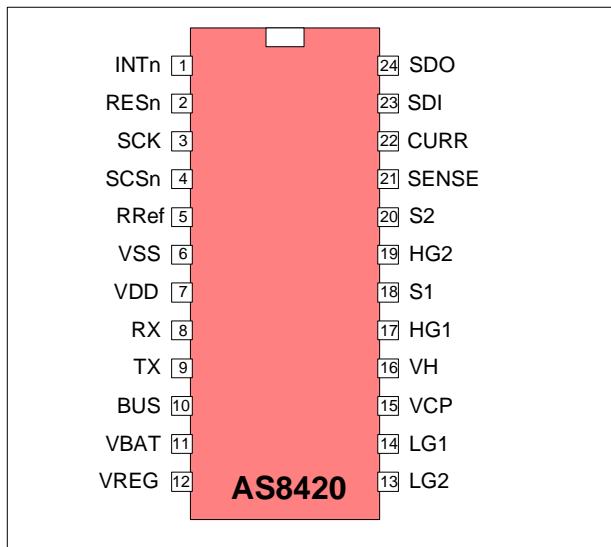 INTn 1 24 SDO
RESn 2 23 SDI
SCK 3 22 CURR
SCSn 4 21 SENSE
RRef 5 20 S2
VSS 6 19 HG2
VDD 7 18 S1
RX 8 17 HG1
TX 9 16 VH
BUS 10 15 VCP
VBAT 11 14 LG1
VREG 12 AS8420 13 LG2